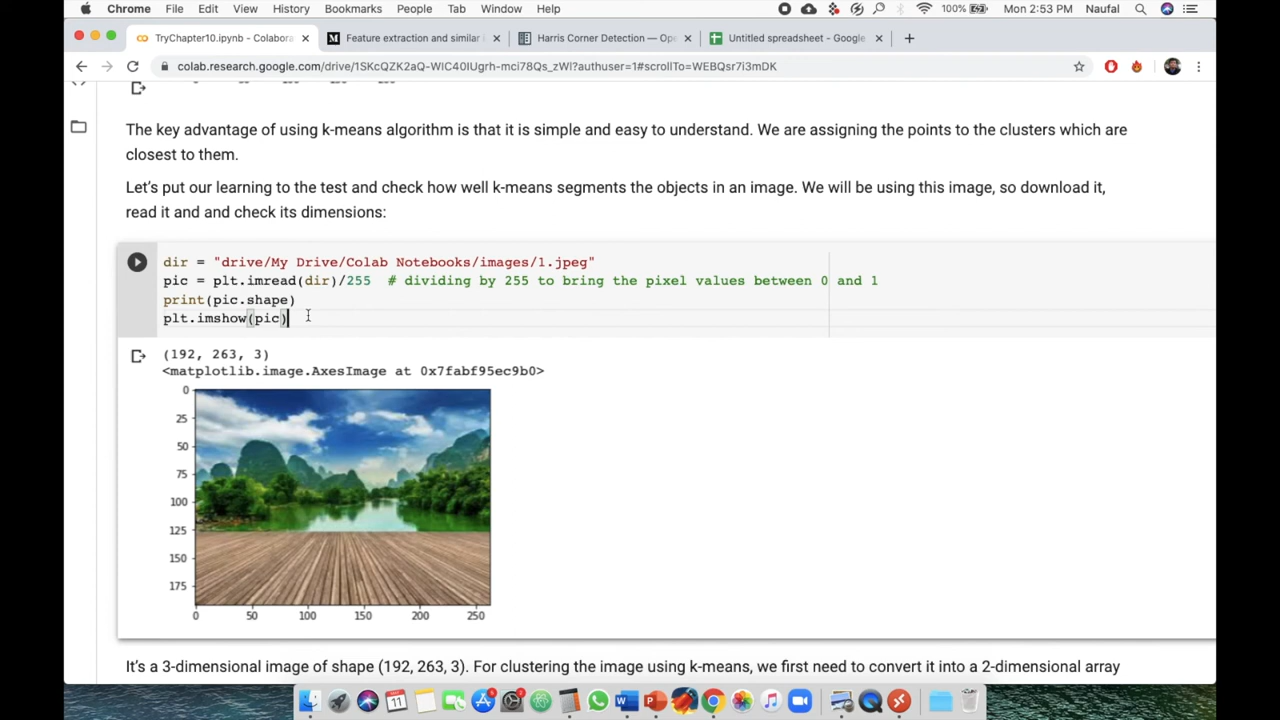 Chrome File Edit View History Bookmarks People Tab Window Help 100% Mon 2:53 PM Naufal
TryChapter10.ipynb - Colabora × Feature extraction and similar × Harris Corner Detection — Ope × Untitled spreadsheet - Google ×
colab.research.google.com/drive/1SKcQZK2aQ-WIC40IUgrh-mci78Qs_zWl?authuser=1#scrollTo=WEBQsr7i3mDK
The key advantage of using k-means algorithm is that it is simple and easy to understand. We are assigning the points to the clusters which are
closest to them.
Let's put our learning to the test and check how well k-means segments the objects in an image. We will be using this image, so download it,
read it and and check its dimensions:
dir = "drive/My Drive/Colab Notebooks/images/1.jpeg"
pic = plt.imread(dir)/255 # dividing by 255 to bring the pixel values between 0 and 1
print(pic.shape)
plt.imshow(pic)
(192, 263, 3)
<matplotlib.image.AxesImage at 0x7fabf95ec9b0>
0
25
50
75
100
125
150
175
0 50 100 150 200 250
It's a 3-dimensional image of shape (192, 263, 3). For clustering the image using k-means, we first need to convert it into a 2-dimensional array